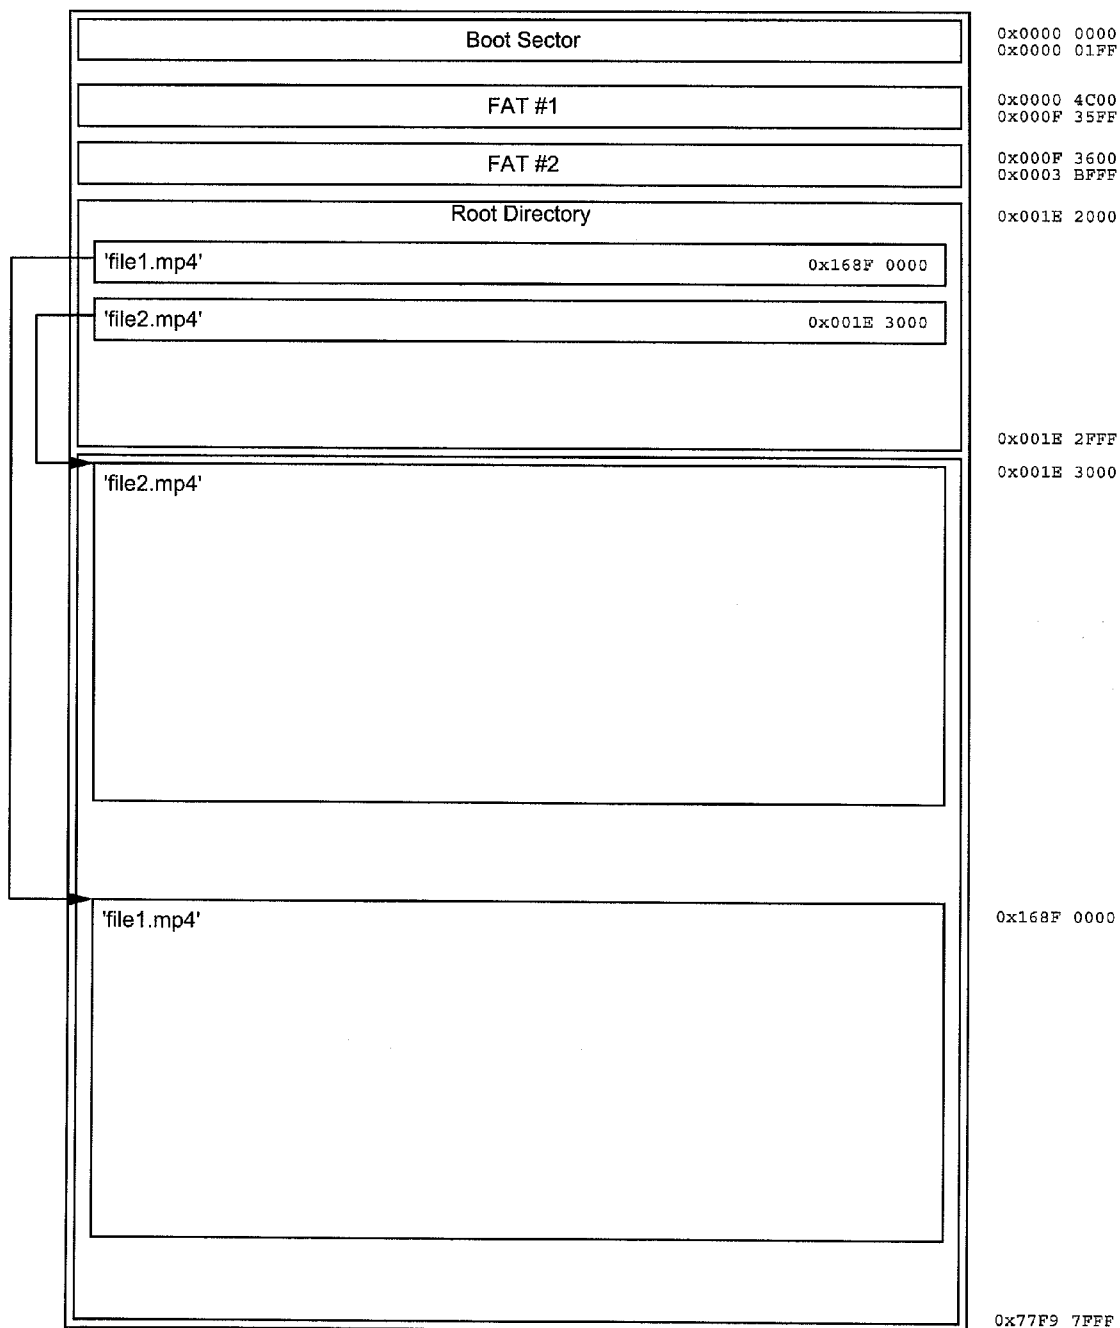 Boot Sector
0x0000 0000
0x0000 01FF
FAT #1
0x0000 4C00
0x000F 35FF
FAT #2
0x000F 3600
0x0003 BFFF
Root Directory
0x001E 2000
'file1.mp4'
0x168F 0000
'file2.mp4'
0x001E 3000
0x001E 2FFF
'file2.mp4'
0x001E 3000
'file1.mp4'
0x168F 0000
0x77F9 7FFF